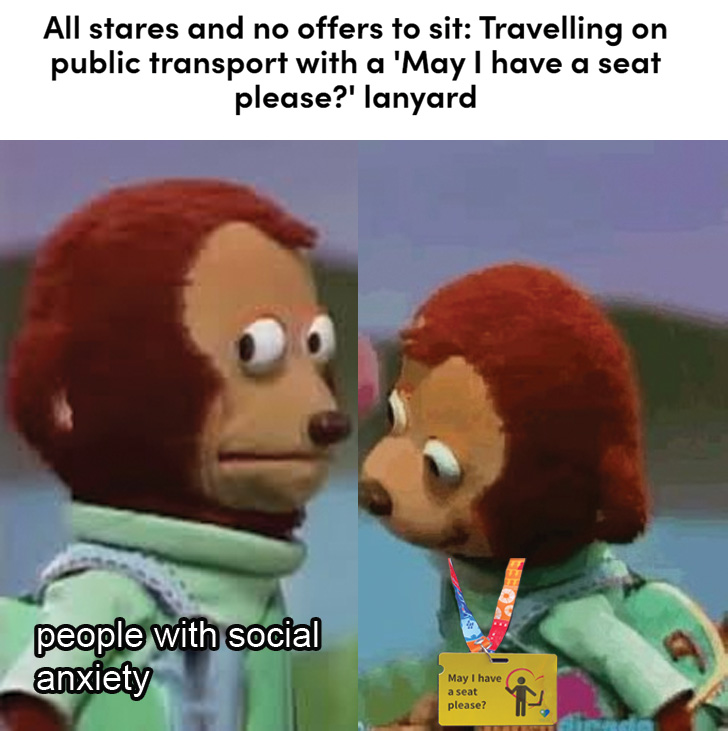 All stares and no offers to sit: Travelling on
public transport with a 'May I have a seat
please?' lanyard
people with social
anxiety
May I have
a seat
please?